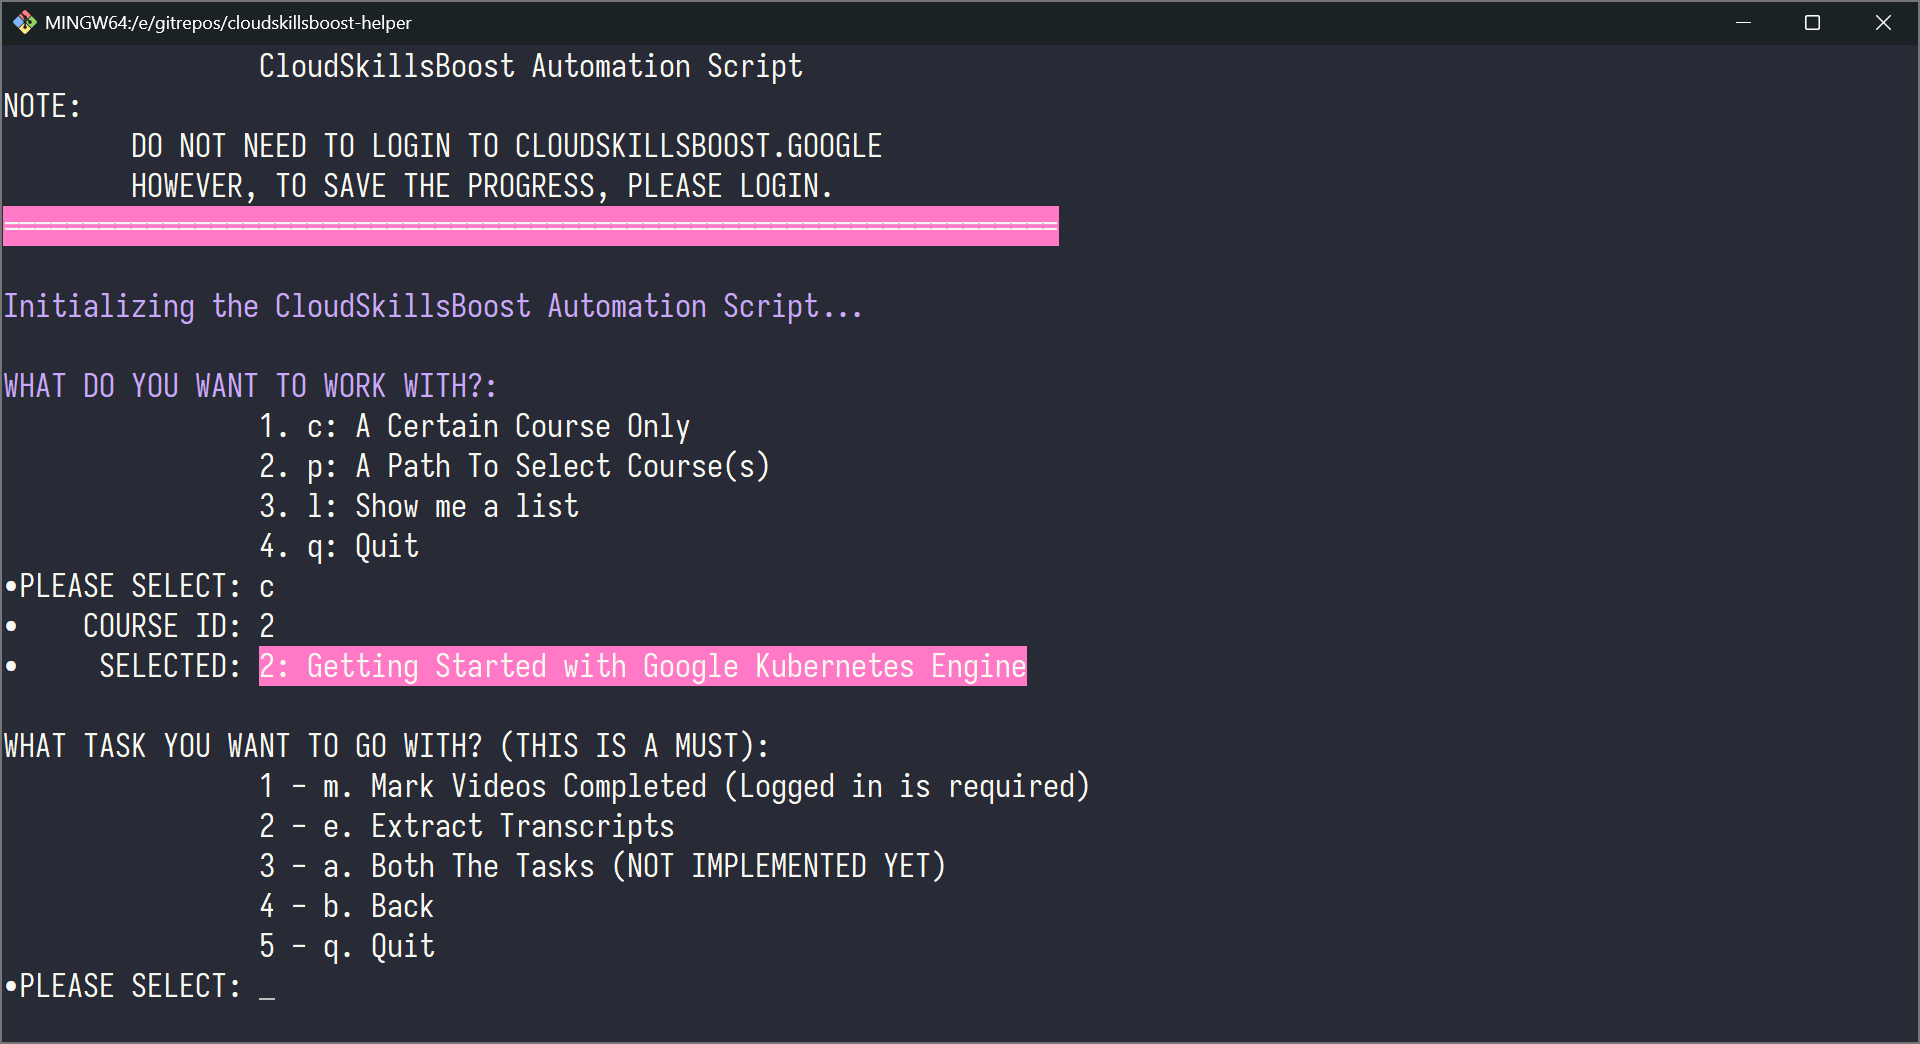 MINGW64:/e/gitrepos/cloudskillsboost-helper
CloudSkillsBoost Automation Script
NOTE:
DO NOT NEED TO LOGIN TO CLOUDSKILLSBOOST.GOOGLE
HOWEVER, TO SAVE THE PROGRESS, PLEASE LOGIN.
==================================================================
Initializing the CloudSkillsBoost Automation Script...
WHAT DO YOU WANT TO WORK WITH?:
1. c: A Certain Course Only
2. p: A Path To Select Course(s)
3. l: Show me a list
4. q: Quit
•PLEASE SELECT: c
• COURSE ID: 2
• SELECTED: 2: Getting Started with Google Kubernetes Engine
WHAT TASK YOU WANT TO GO WITH? (THIS IS A MUST):
1 - m. Mark Videos Completed (Logged in is required)
2 - e. Extract Transcripts
3 - a. Both The Tasks (NOT IMPLEMENTED YET)
4 - b. Back
5 - q. Quit
•PLEASE SELECT: _